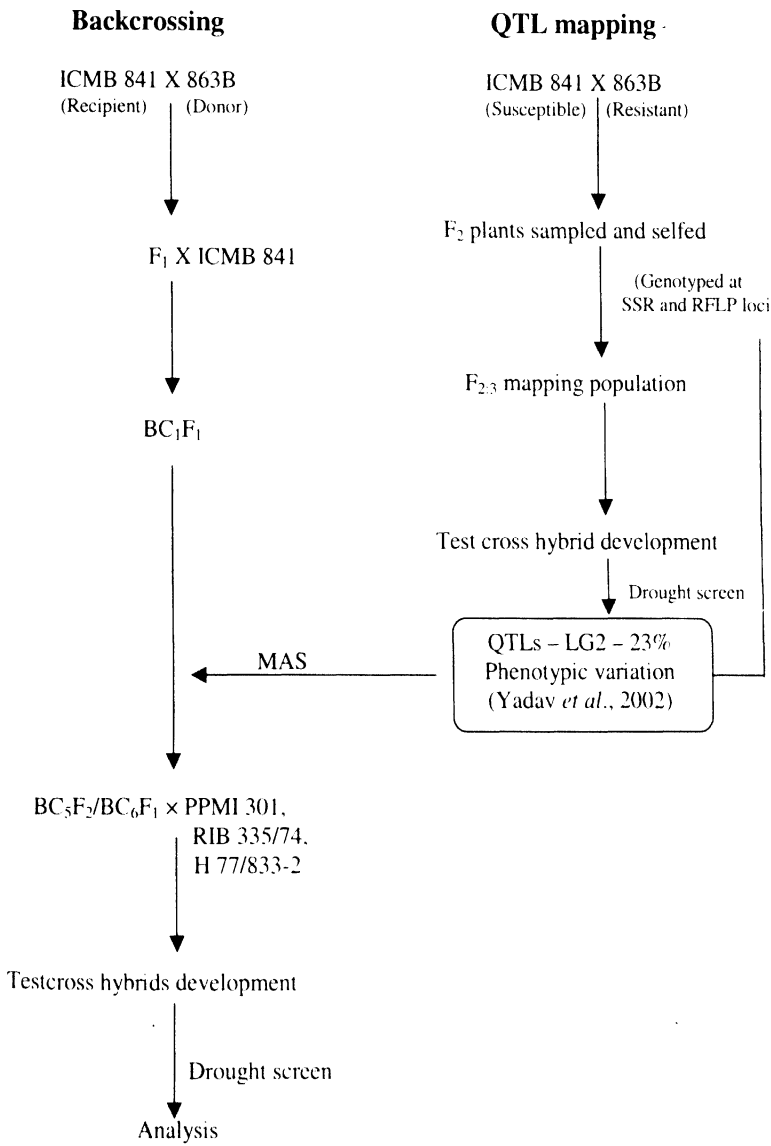 Backcrossing
ICMB 841 X 863B
(Recipient) (Donor)
F₁ X ICMB 841
BC₁F₁
MAS
BC₅F₂/BC₆F₁ × PPMI 301,
RIB 335/74,
H 77/833-2
Testcross hybrids development
Drought screen
Analysis
QTL mapping
ICMB 841 X 863B
(Susceptible) (Resistant)
F₂ plants sampled and selfed
(Genotyped at
SSR and RFLP loci
F₂:₃ mapping population
Test cross hybrid development
Drought screen
QTLs – LG2 – 23%
Phenotypic variation
(Yadav et al., 2002)